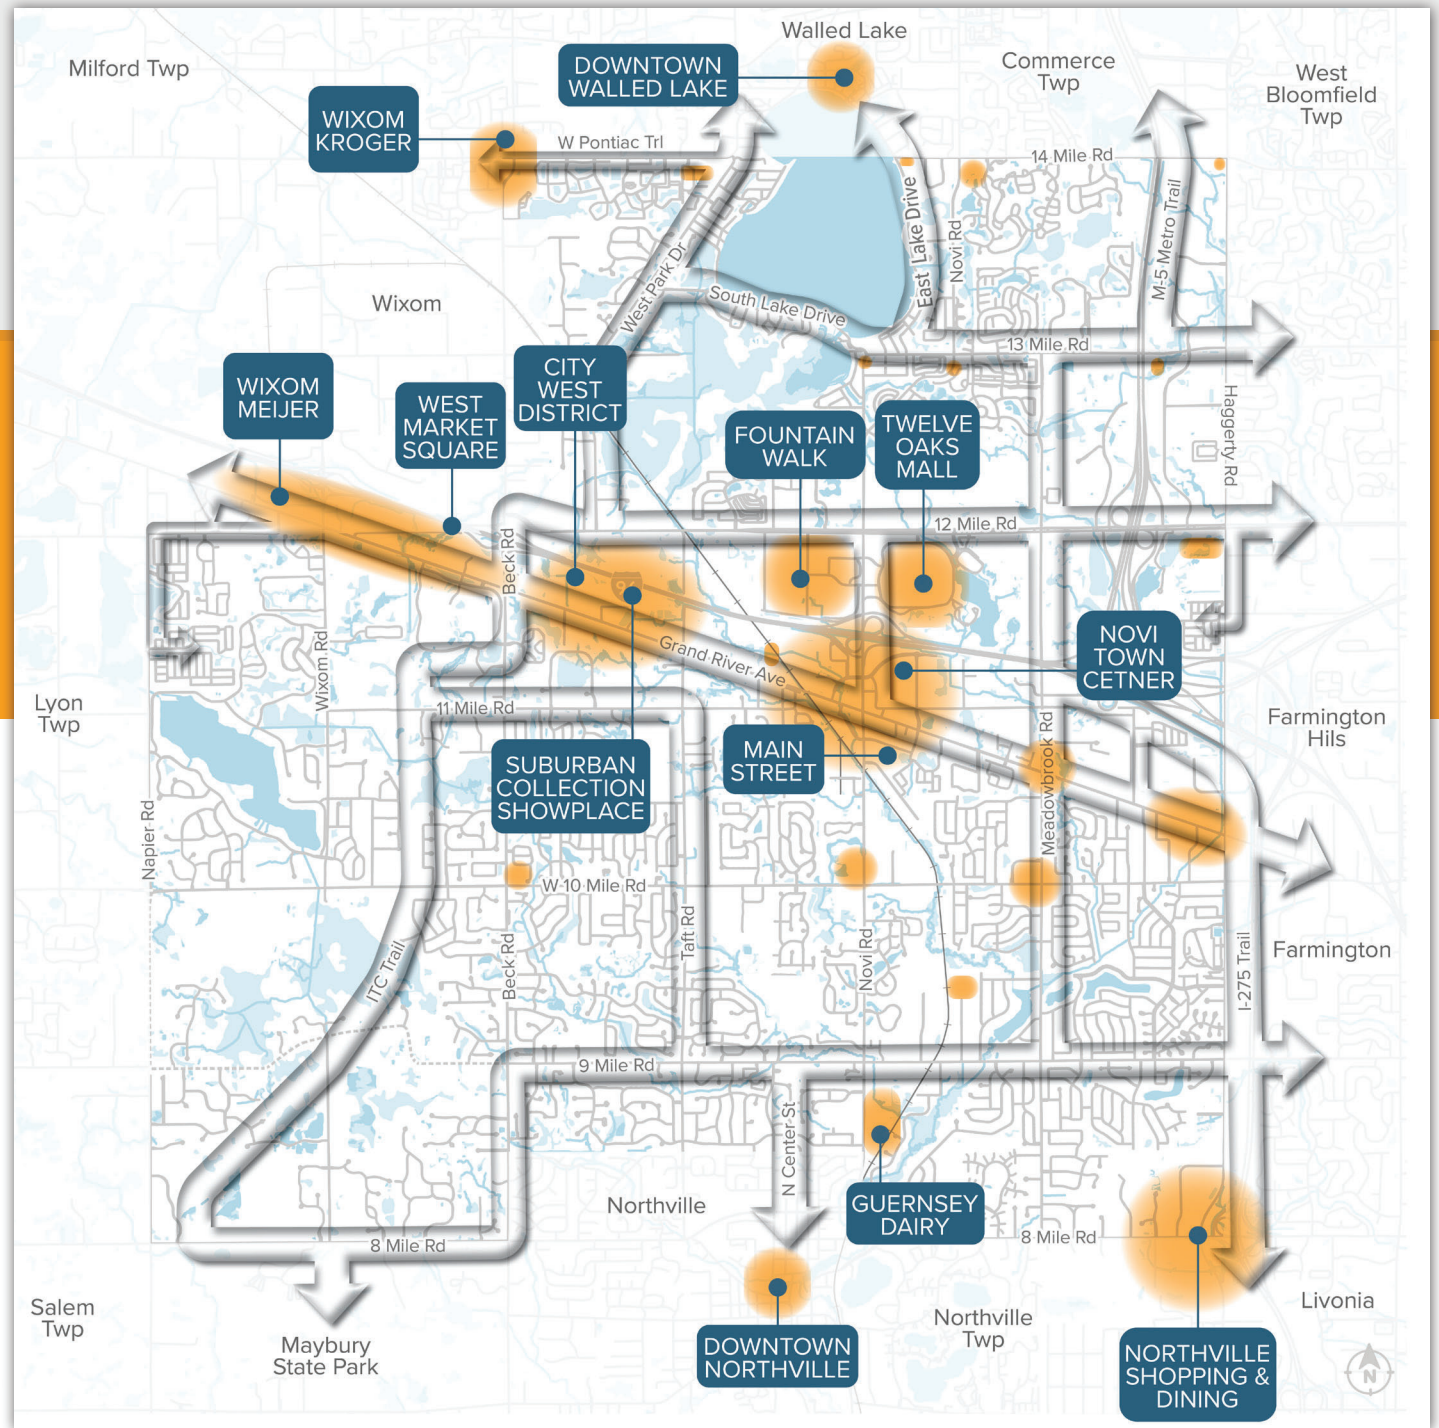 Walled Lake
Milford Twp
Commerce
Twp
West
Bloomfield
Twp
DOWNTOWN
WALLED LAKE
WIXOM
KROGER
W Pontiac Trl
14 Mile Rd
East Lake Drive
Novi Rd
M-5 Metro Trail
West Park Dr
South Lake Drive
Wixom
13 Mile Rd
Haggerty Rd
WIXOM
MEIJER
WEST
MARKET
SQUARE
CITY
WEST
DISTRICT
FOUNTAIN
WALK
TWELVE
OAKS
MALL
12 Mile Rd
Beck Rd
96
Grand River Ave
Wixom Rd
NOVI
TOWN
CETNER
Lyon
Twp
11 Mile Rd
Farmington
Hills
SUBURBAN
COLLECTION
SHOWPLACE
MAIN
STREET
Meadowbrook Rd
Napier Rd
W 10 Mile Rd
Taft Rd
Beck Rd
Novi Rd
ITC Trail
I-275 Trail
Farmington
9 Mile Rd
N Center St
Northville
GUERNSEY
DAIRY
8 Mile Rd
8 Mile Rd
Salem
Twp
Maybury
State Park
DOWNTOWN
NORTHVILLE
Northville
Twp
Livonia
NORTHVILLE
SHOPPING &
DINING
N